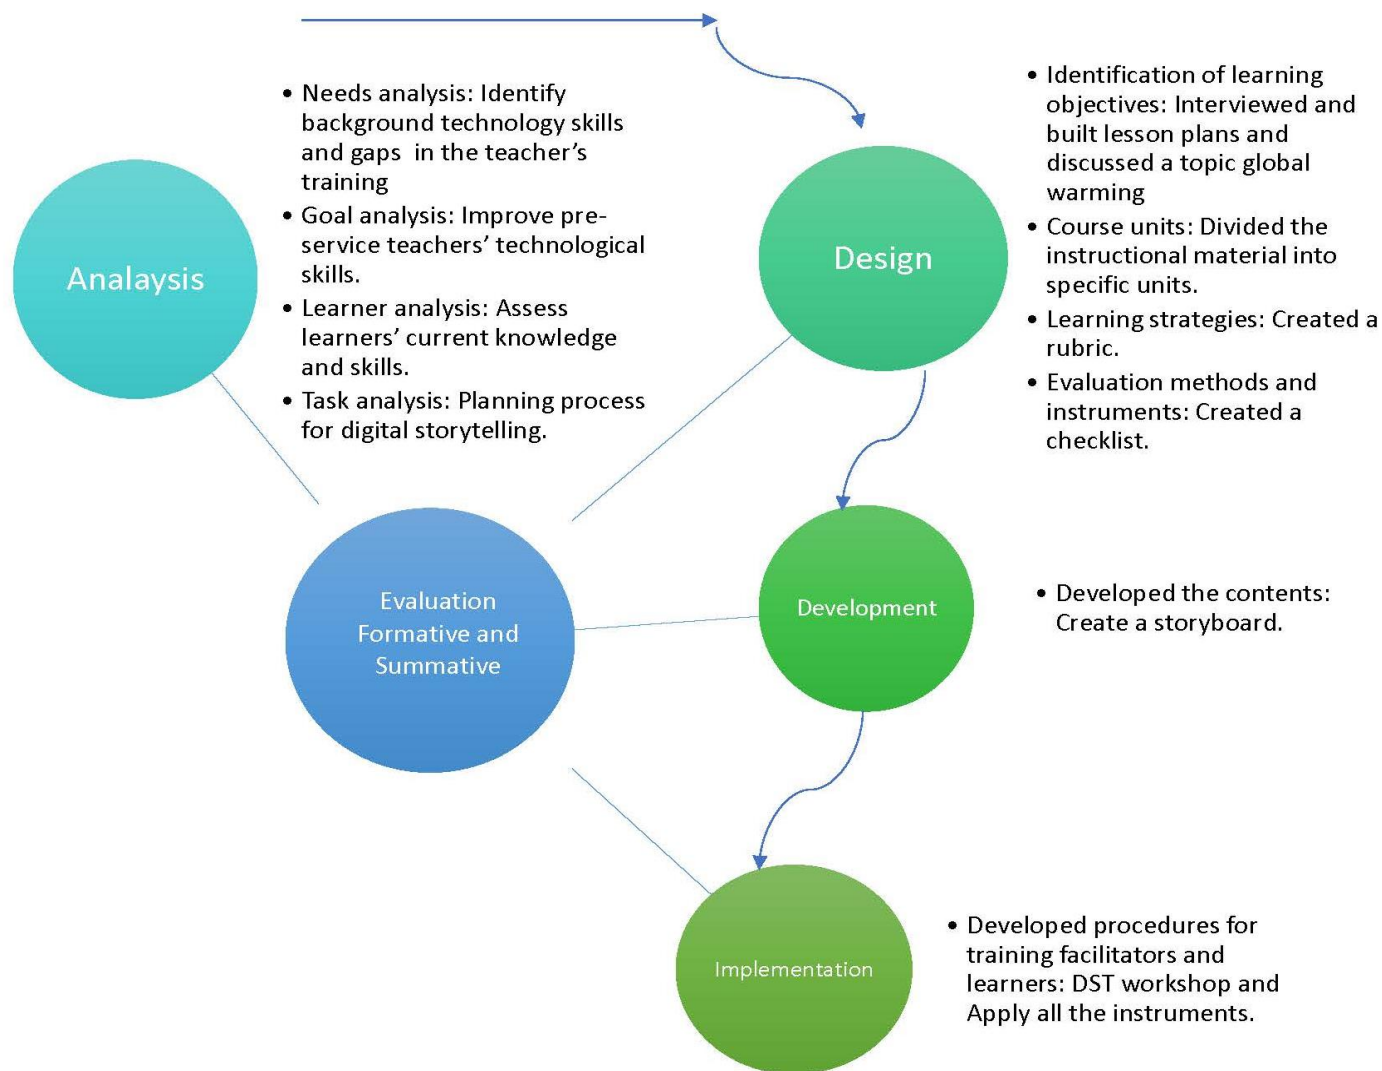 Analaysis
• Needs analysis: Identify
background technology skills
and gaps in the teacher's
training
• Goal analysis: Improve pre-
service teachers' technological
skills.
• Learner analysis: Assess
learners' current knowledge
and skills.
• Task analysis: Planning process
for digital storytelling.
Design
• Identification of learning
objectives: Interviewed and
built lesson plans and
discussed a topic global
warming
• Course units: Divided the
instructional material into
specific units.
• Learning strategies: Created a
rubric.
• Evaluation methods and
instruments: Created a
checklist.
Evaluation
Formative and
Summative
Development
• Developed the contents:
Create a storyboard.
Implementation
• Developed procedures for
training facilitators and
learners: DST workshop and
Apply all the instruments.